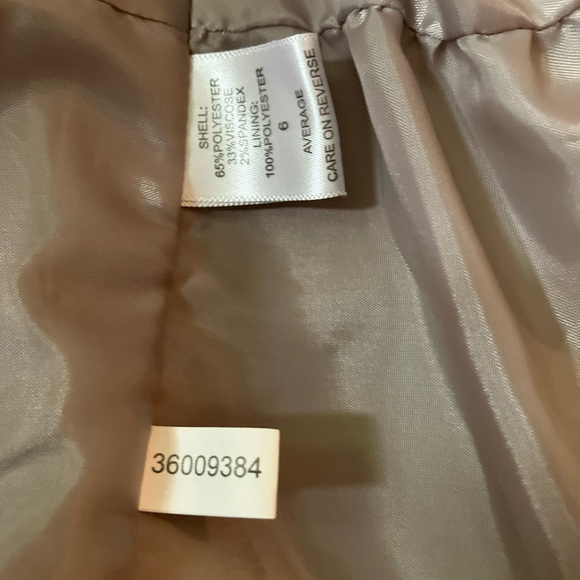 SHELL:
65%POLYESTER
33%VISCOSE
2%SPANDEX
LINING:
100%POLYESTER
6
AVERAGE
CARE ON REVERSE
36009384